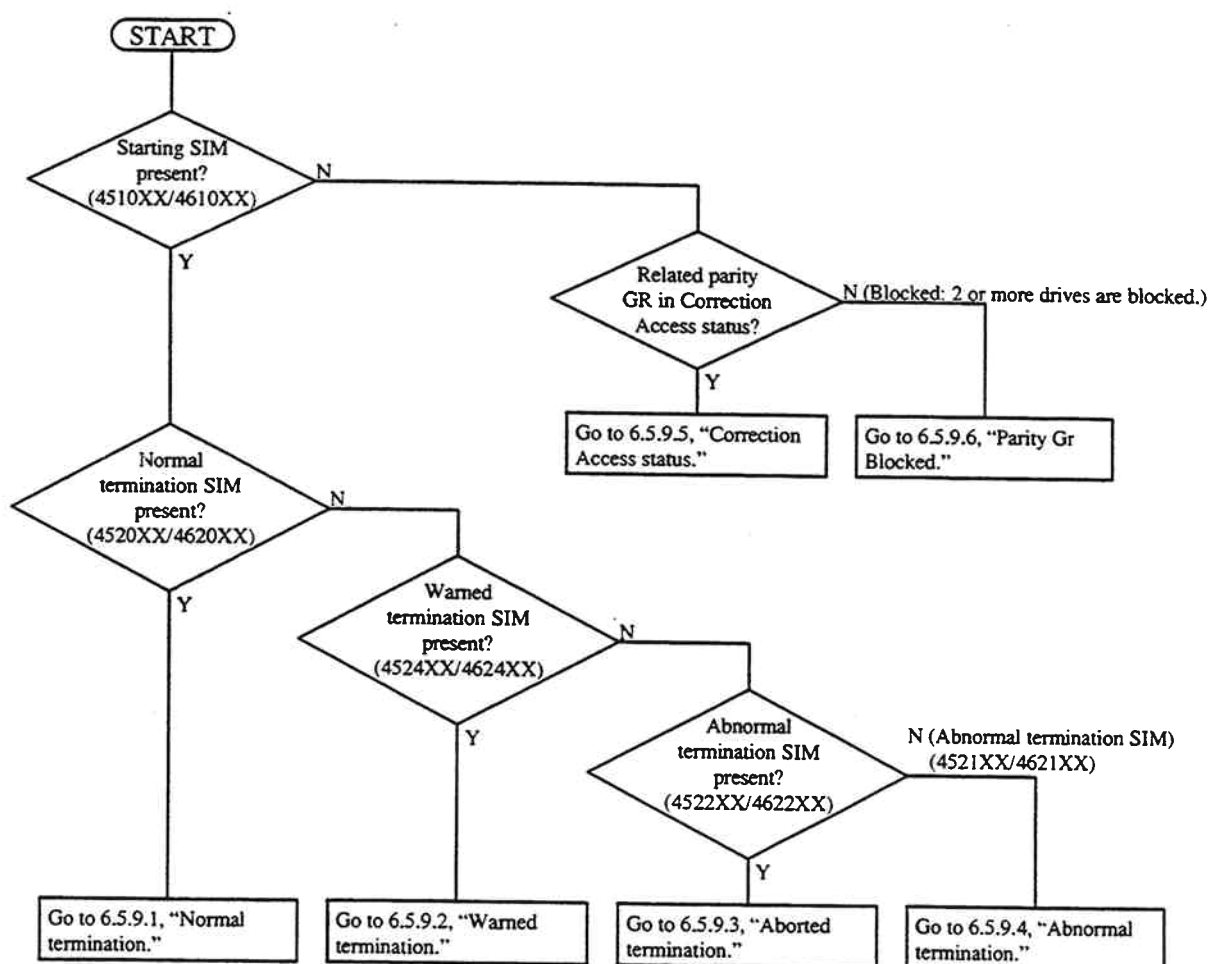 START
Starting SIM
present?
(4510XX/4610XX)
N
Y
Related parity
GR in Correction
Access status?
N (Blocked: 2 or more drives are blocked.)
Y
Go to 6.5.9.5, “Correction
Access status.”
Go to 6.5.9.6, “Parity Gr
Blocked.”
Normal
termination SIM
present?
(4520XX/4620XX)
N
Y
Warned
termination SIM
present?
(4524XX/4624XX)
N
Y
Abnormal
termination SIM
present?
(4522XX/4622XX)
N (Abnormal termination SIM)
(4521XX/4621XX)
Y
Go to 6.5.9.1, “Normal
termination.”
Go to 6.5.9.2, “Warned
termination.”
Go to 6.5.9.3, “Aborted
termination.”
Go to 6.5.9.4, “Abnormal
termination.”